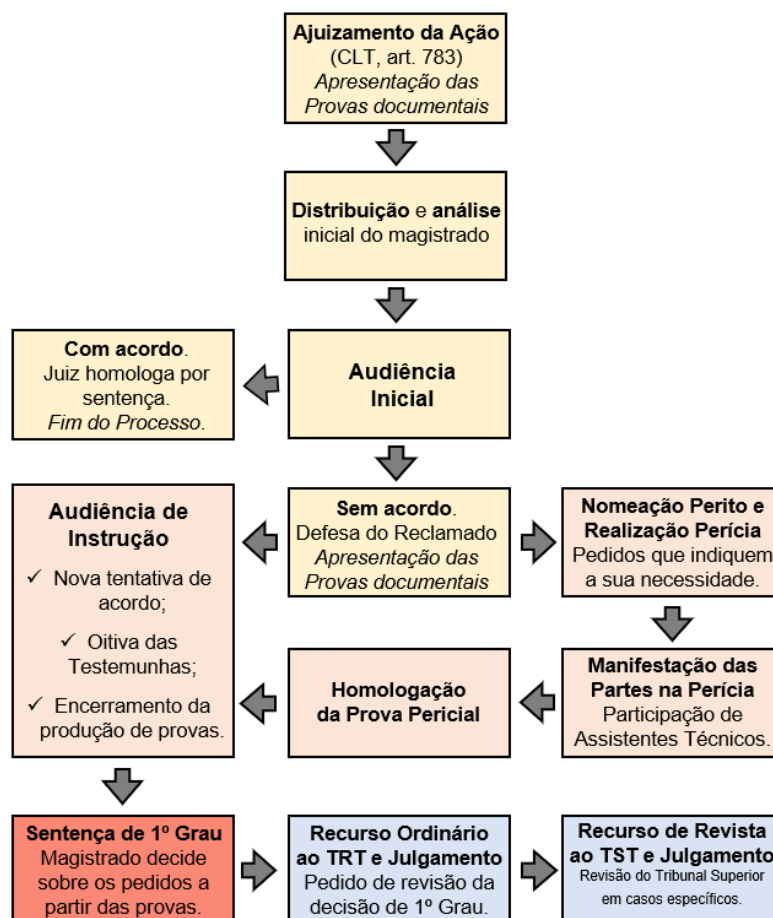 Ajuizamento da Ação
(CLT, art. 783)
Apresentação das
Provas documentais
Distribuição e análise
inicial do magistrado
Com acordo.
Juiz homologa por
sentença.
Fim do Processo.
Audiência
Inicial
Audiência de
Instrução
✓ Nova tentativa de
acordo;
✓ Oitiva das
Testemunhas;
✓ Encerramento da
produção de provas.
Sem acordo.
Defesa do Reclamado
Apresentação das
Provas documentais
Nomeação Perito e
Realização Perícia
Pedidos que indiquem
a sua necessidade.
Homologação
da Prova Pericial
Manifestação das
Partes na Perícia
Participação de
Assistentes Técnicos.
Sentença de 1º Grau
Magistrado decide
sobre os pedidos a
partir das provas.
Recurso Ordinário
ao TRT e Julgamento
Pedido de revisão da
decisão de 1º Grau.
Recurso de Revista
ao TST e Julgamento
Revisão do Tribunal Superior
em casos específicos.